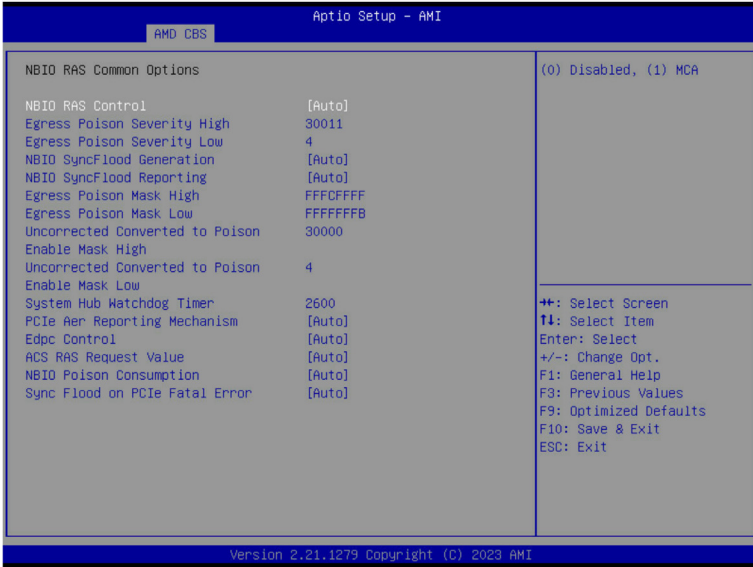 Aptio Setup – AMI
AMD CBS
NBIO RAS Common Options
(0) Disabled, (1) MCA
NBIO RAS Control [Auto]
Egress Poison Severity High 30011
Egress Poison Severity Low 4
NBIO SyncFlood Generation [Auto]
NBIO SyncFlood Reporting [Auto]
Egress Poison Mask High FFFCFFFF
Egress Poison Mask Low FFFFFFFB
Uncorrected Converted to Poison 30000
Enable Mask High
Uncorrected Converted to Poison 4
Enable Mask Low
System Hub Watchdog Timer 2600
PCIe Aer Reporting Mechanism [Auto]
Edpc Control [Auto]
ACS RAS Request Value [Auto]
NBIO Poison Consumption [Auto]
Sync Flood on PCIe Fatal Error [Auto]
→←: Select Screen
↑↓: Select Item
Enter: Select
+/-: Change Opt.
F1: General Help
F3: Previous Values
F9: Optimized Defaults
F10: Save & Exit
ESC: Exit
Version 2.21.1279 Copyright (C) 2023 AMI